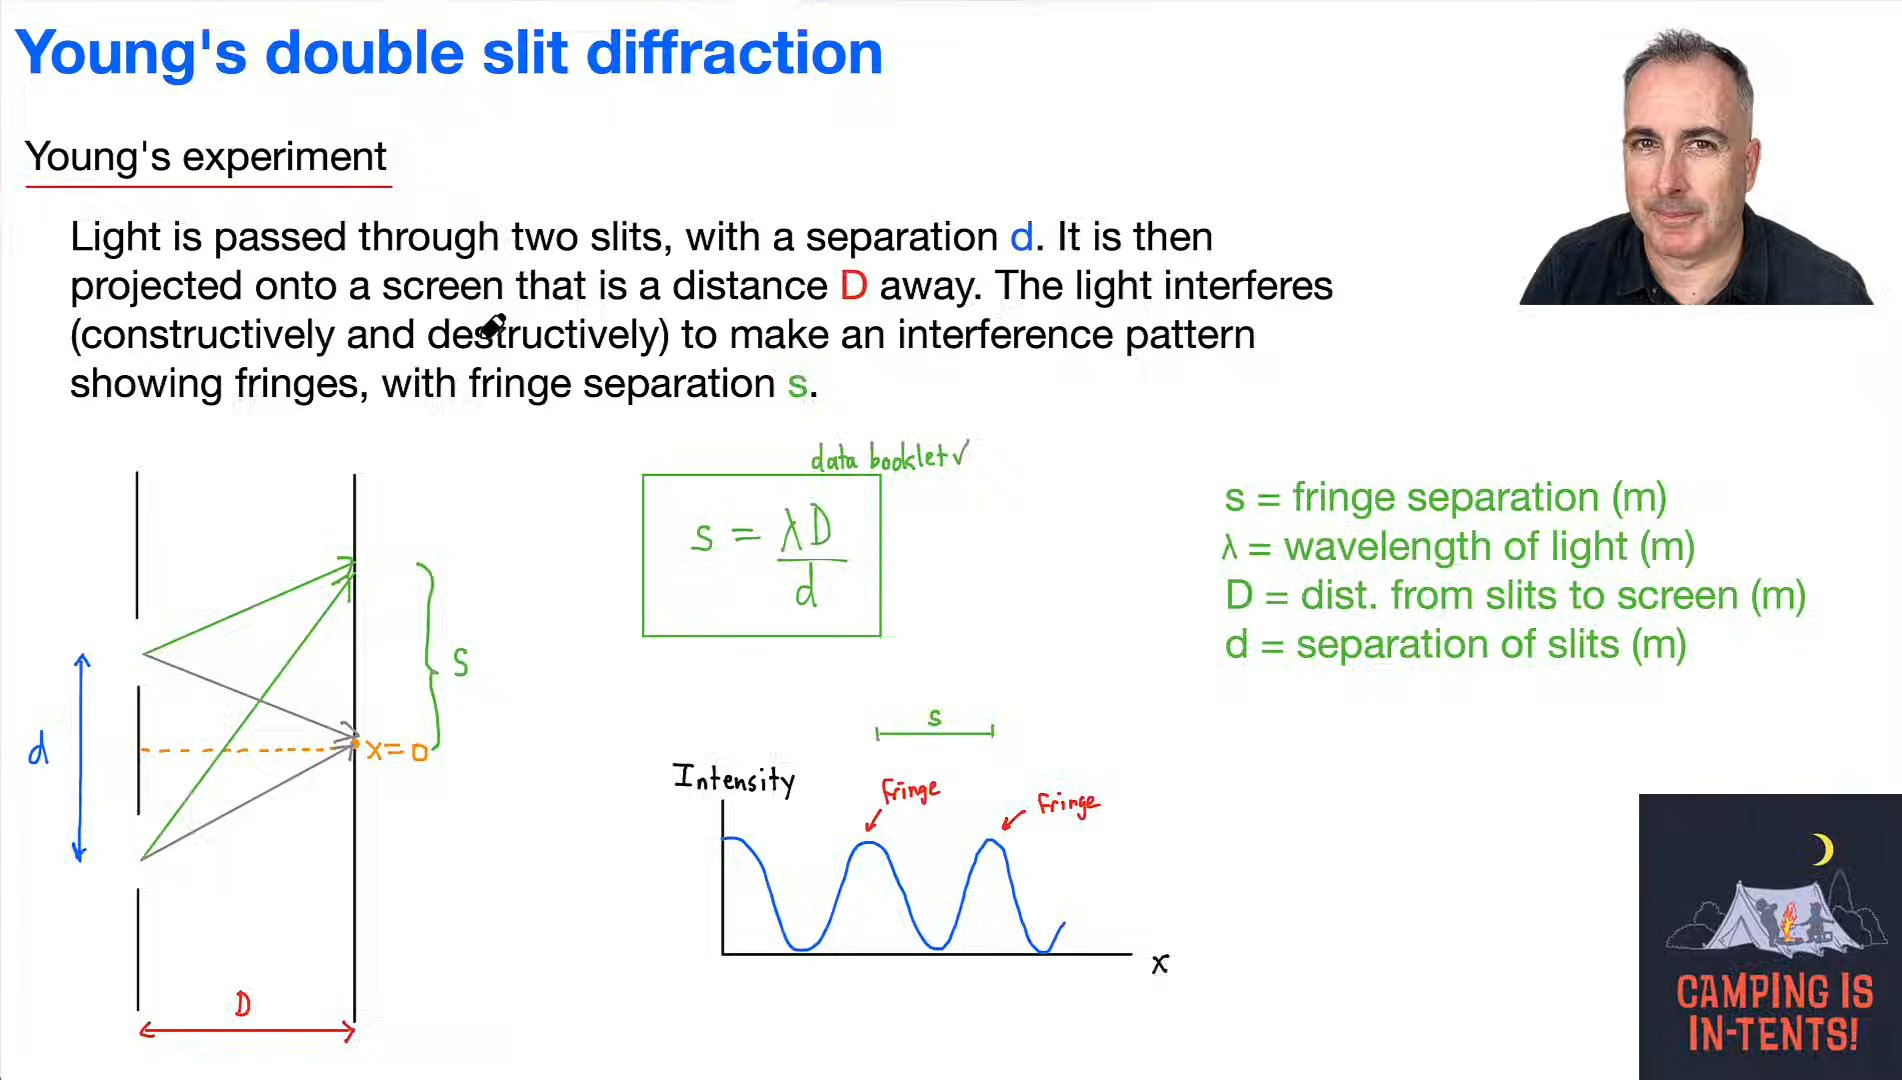 Young's double slit diffraction
Young's experiment
Light is passed through two slits, with a separation d. It is then
projected onto a screen that is a distance D away. The light interferes
(constructively and destructively) to make an interference pattern
showing fringes, with fringe separation s.
data booklet✓
s = λD/d
s = fringe separation (m)
λ = wavelength of light (m)
D = dist. from slits to screen (m)
d = separation of slits (m)
s
d
x=0
D
s
Intensity
Fringe
Fringe
x
CAMPING IS
IN-TENTS!